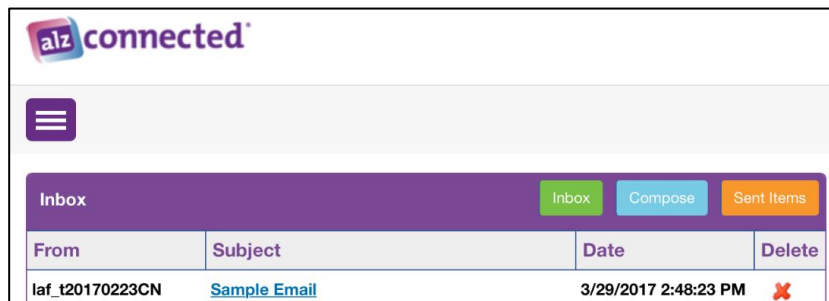 alz connected
Inbox Inbox Compose Sent Items
From Subject Date Delete
laf_t20170223CN Sample Email 3/29/2017 2:48:23 PM